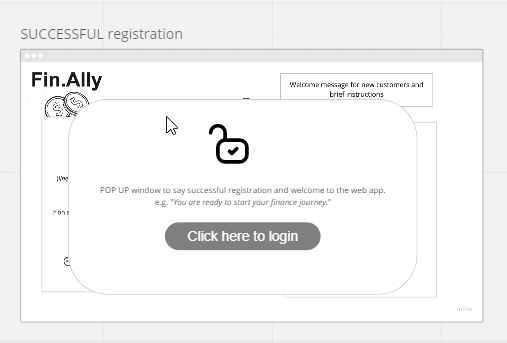 SUCCESSFUL registration
Fin.Ally
Welcome message for new customers and
brief instructions
POP UP window to say successful registration and welcome to the web app.
e.g. "You are ready to start your finance journey."
Click here to login
if on s
miro